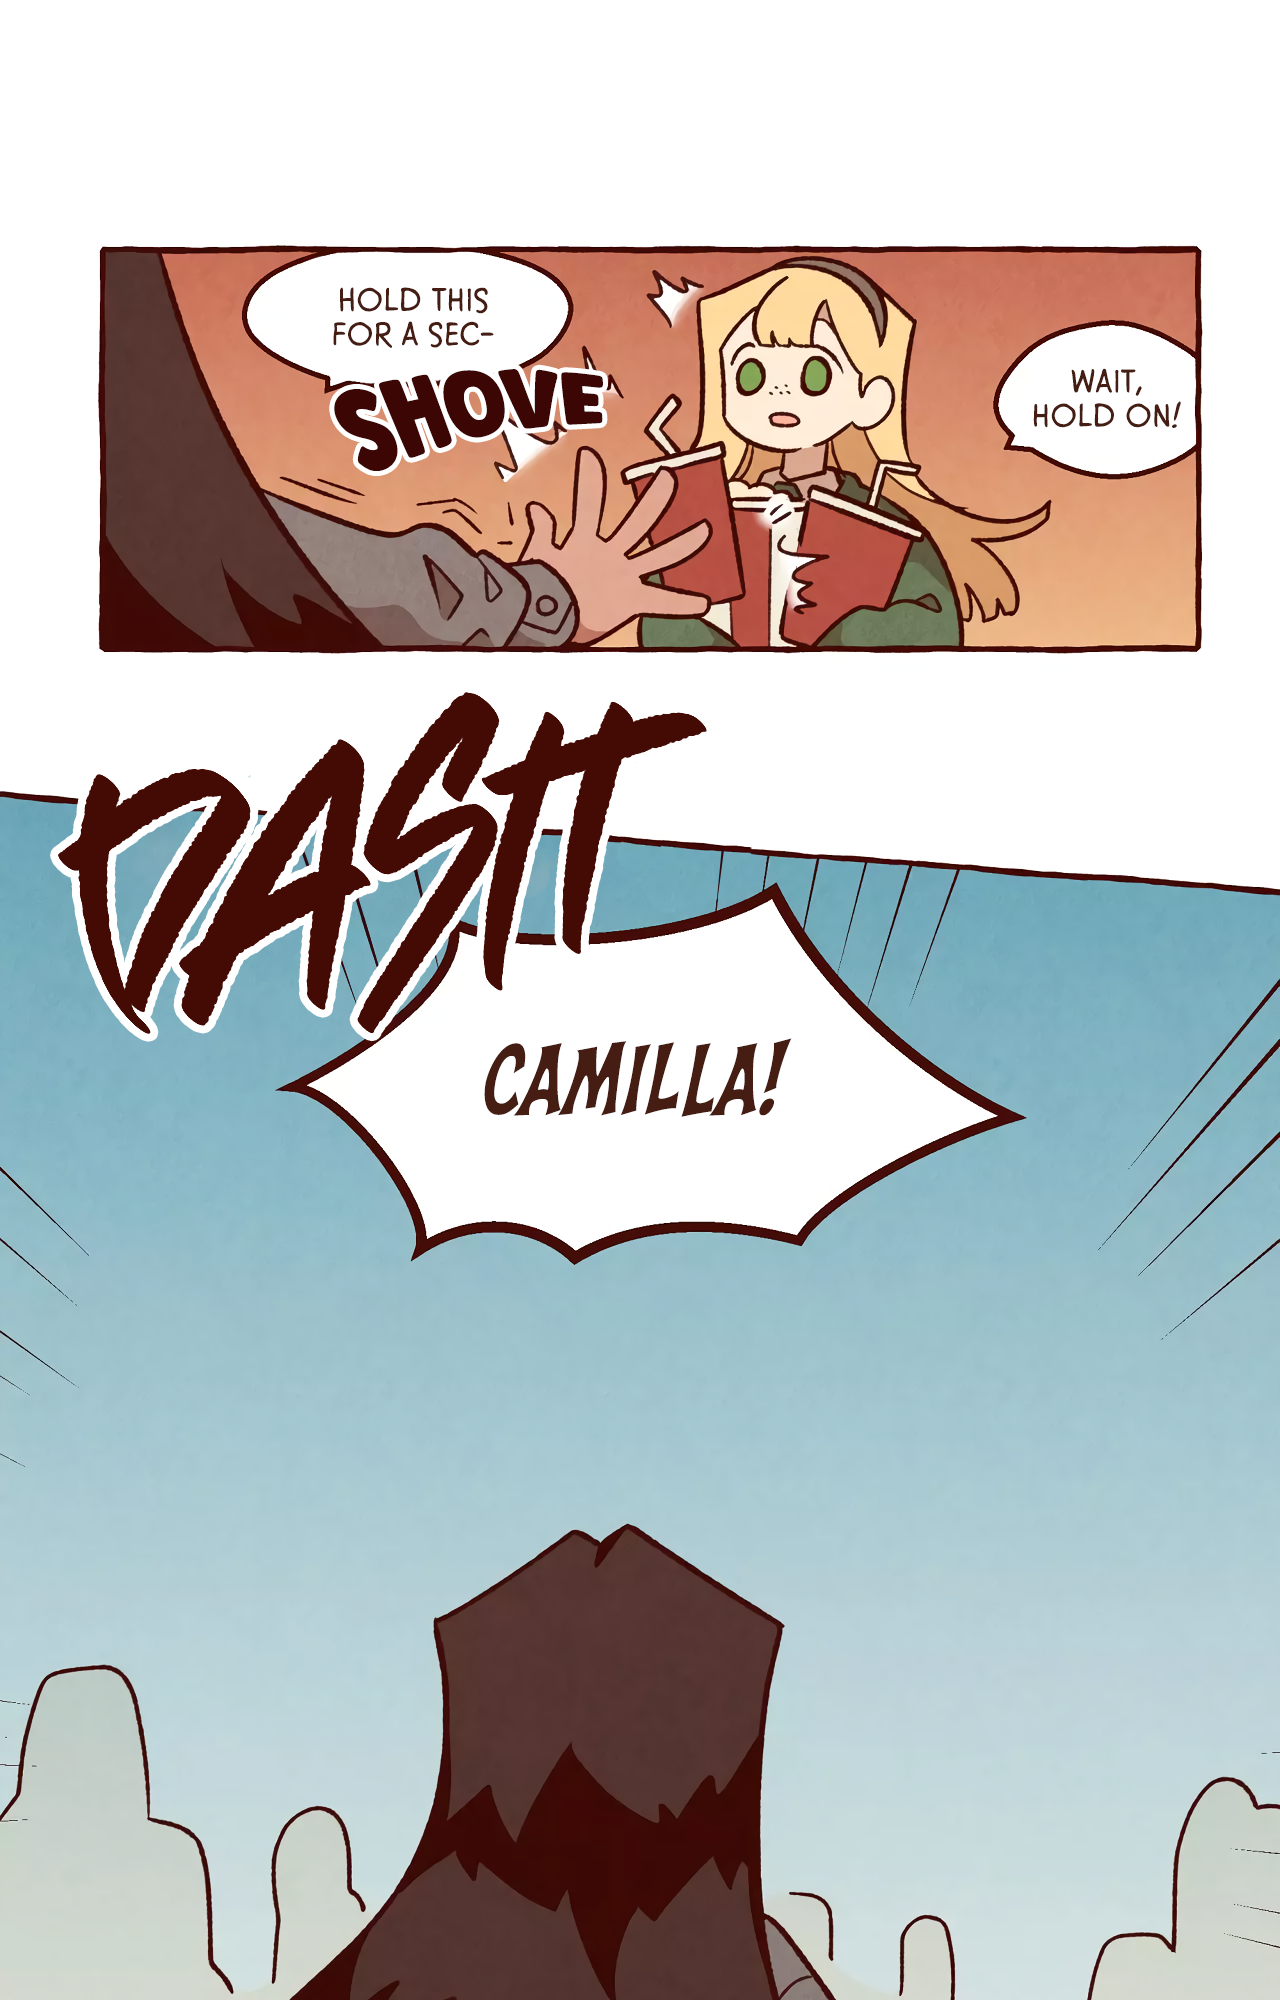 HOLD THIS
FOR A SEC-
SHOVE
WAIT,
HOLD ON!
DASH
CAMILLA!